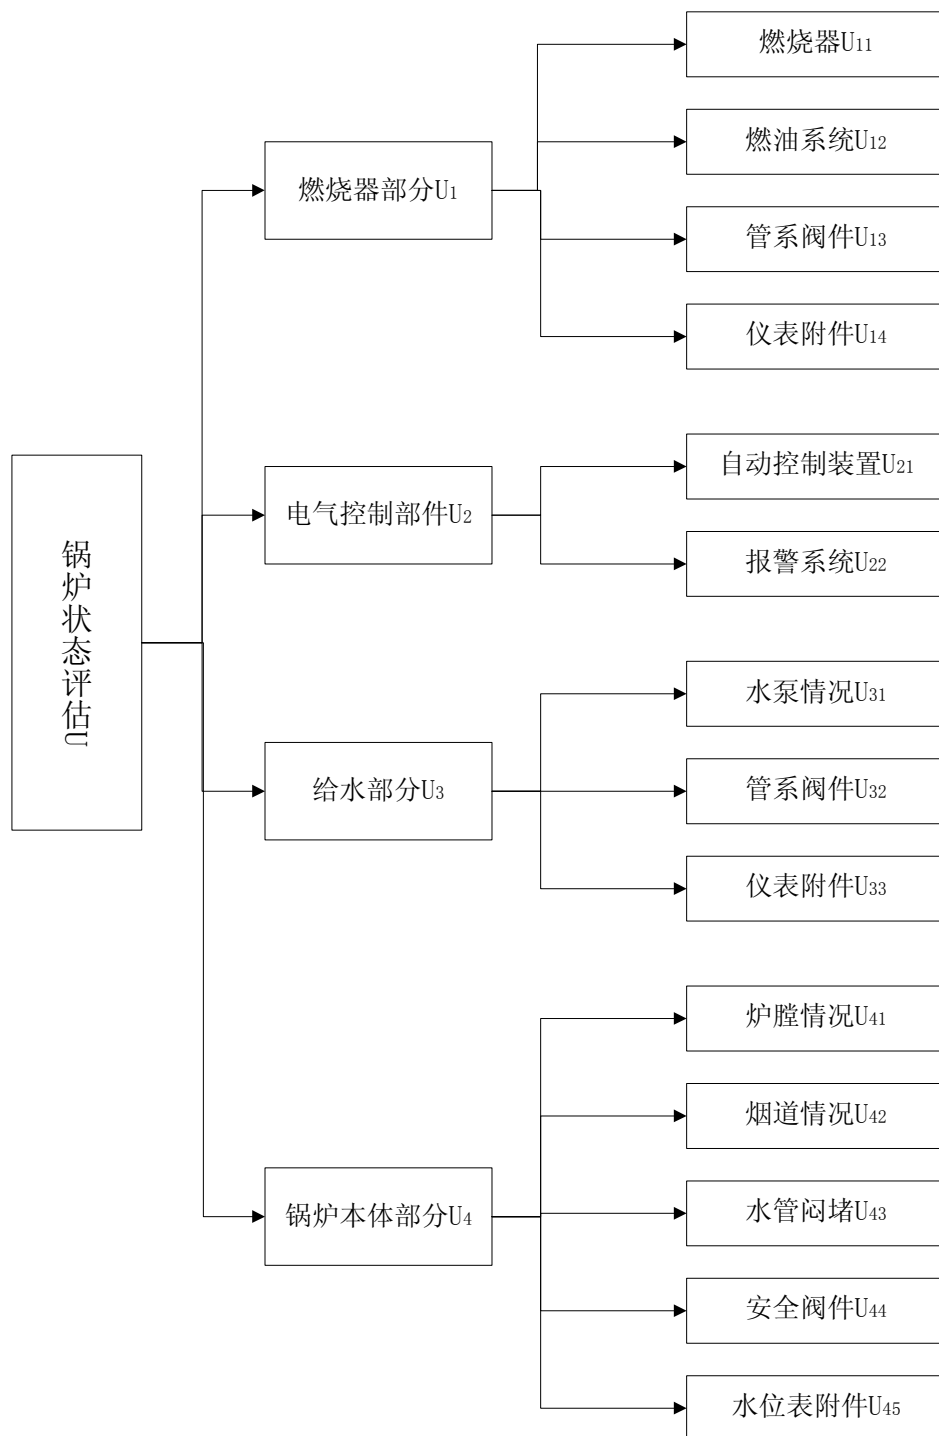 锅炉状态评估U
燃烧器部分U1
燃烧器U11
燃油系统U12
管系阀件U13
仪表附件U14
电气控制部件U2
自动控制装置U21
报警系统U22
给水部分U3
水泵情况U31
管系阀件U32
仪表附件U33
锅炉本体部分U4
炉膛情况U41
烟道情况U42
水管闷堵U43
安全阀件U44
水位表附件U45